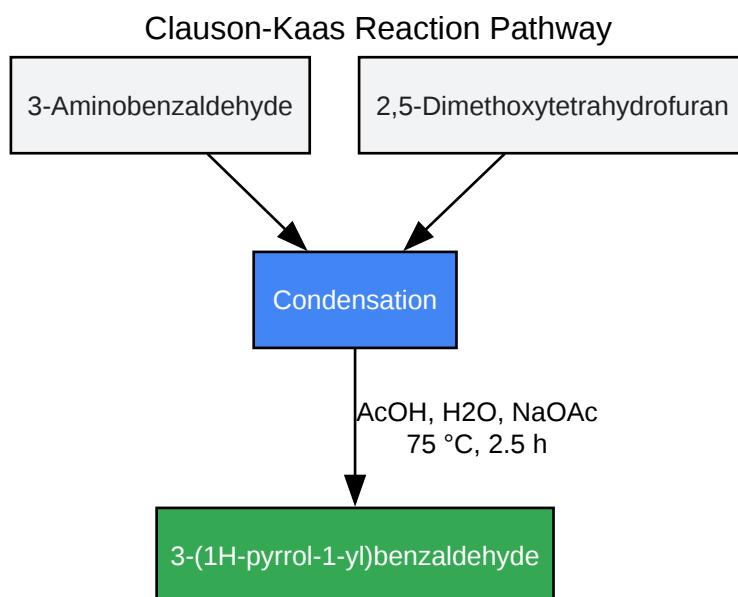 Clauson-Kaas Reaction Pathway
3-Aminobenzaldehyde
2,5-Dimethoxytetrahydrofuran
Condensation
AcOH, H2O, NaOAc
75 °C, 2.5 h
3-(1H-pyrrol-1-yl)benzaldehyde